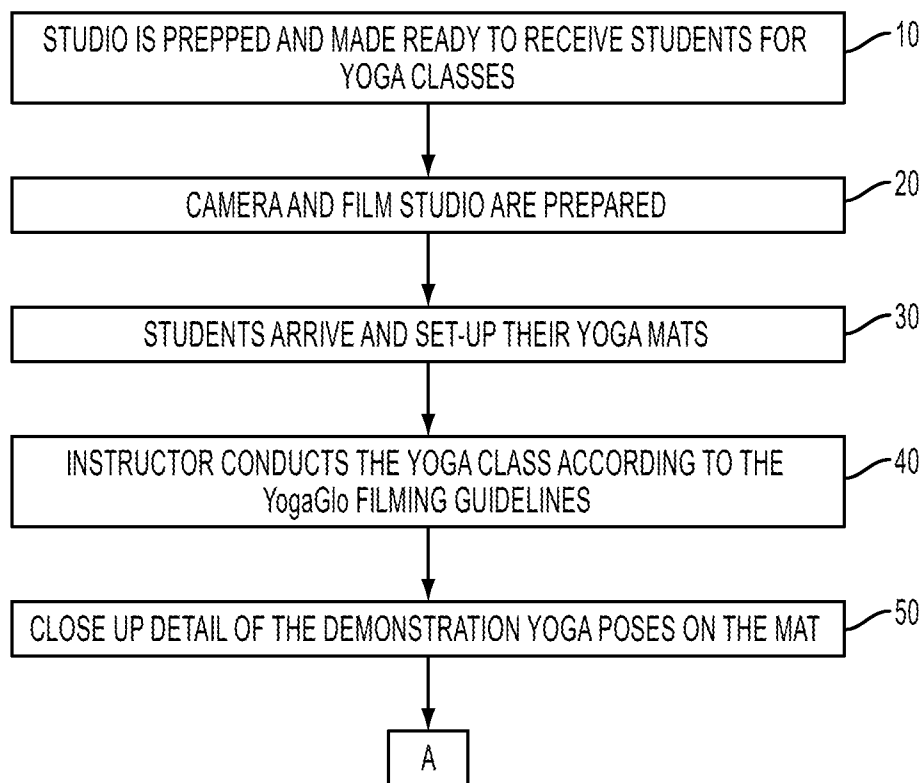 STUDIO IS PREPPED AND MADE READY TO RECEIVE STUDENTS FOR
YOGA CLASSES
10
CAMERA AND FILM STUDIO ARE PREPARED
20
STUDENTS ARRIVE AND SET-UP THEIR YOGA MATS
30
INSTRUCTOR CONDUCTS THE YOGA CLASS ACCORDING TO THE
YogaGlo FILMING GUIDELINES
40
CLOSE UP DETAIL OF THE DEMONSTRATION YOGA POSES ON THE MAT
50
A